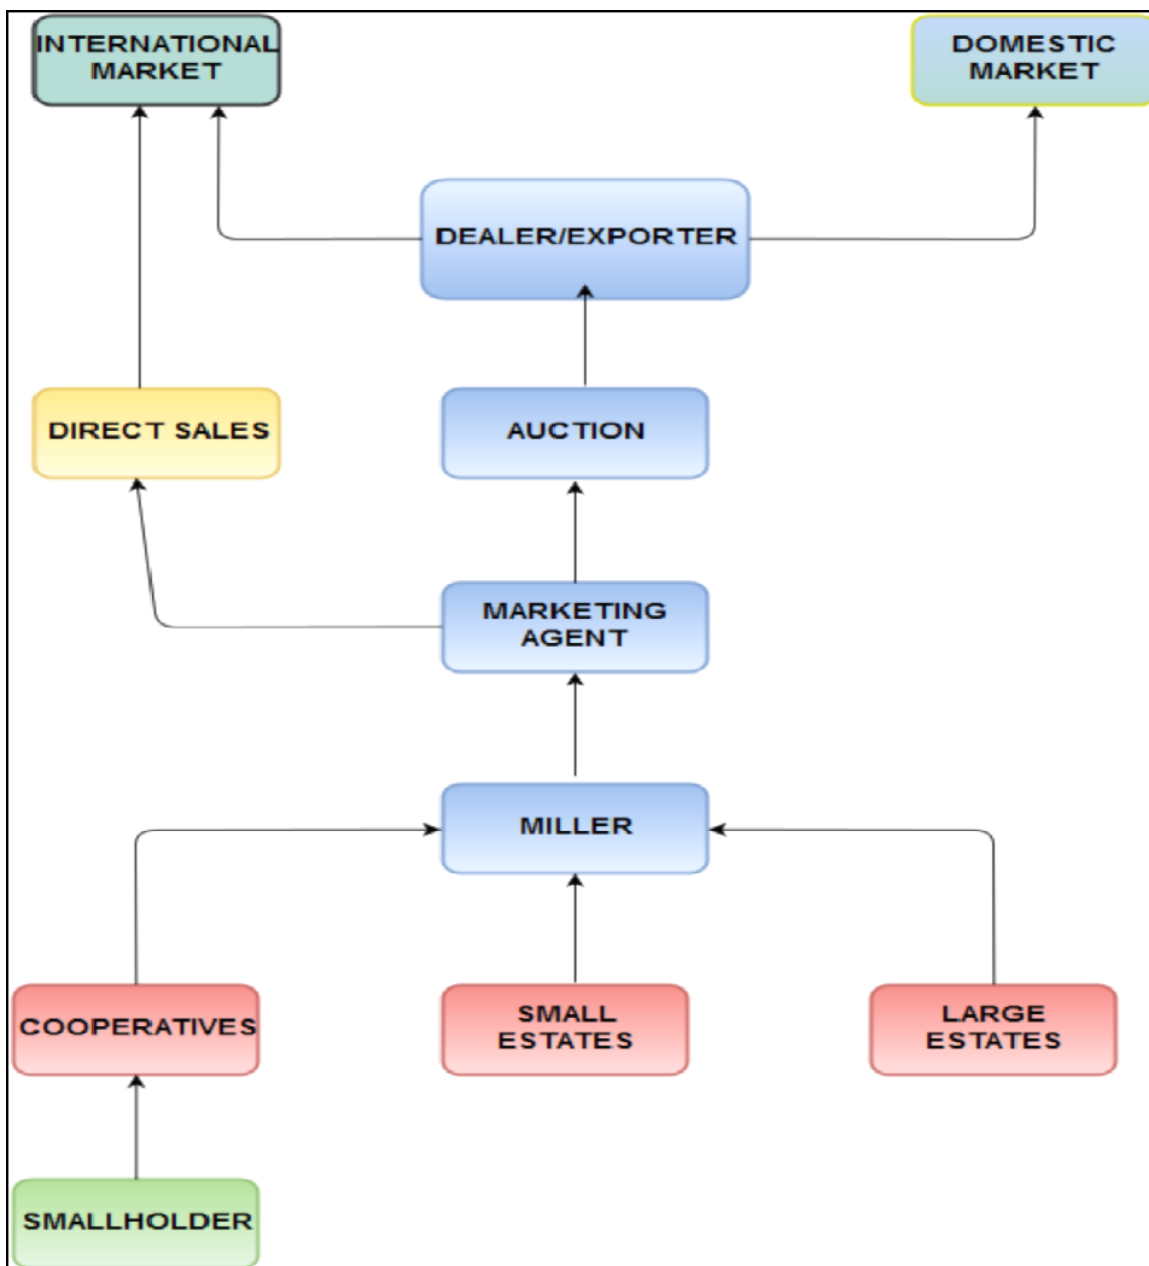 INTERNATIONAL
MARKET
DOMESTIC
MARKET
DEALER/EXPORTER
DIRECT SALES
AUCTION
MARKETING
AGENT
MILLER
COOPERATIVES
SMALL
ESTATES
LARGE
ESTATES
SMALLHOLDER